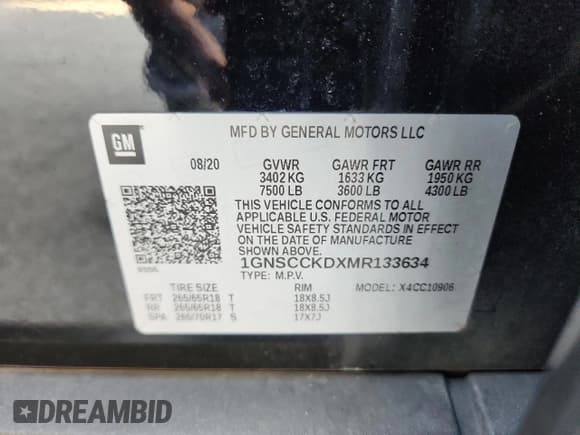 GM
MFD BY GENERAL MOTORS LLC
08/20 GVWR GAWR FRT GAWR RR
3402 KG 1633 KG 1950 KG
7500 LB 3600 LB 4300 LB
THIS VEHICLE CONFORMS TO ALL
APPLICABLE U.S. FEDERAL MOTOR
VEHICLE SAFETY STANDARDS IN EFFECT
ON THE DATE OF MANUFACTURE
SHOWN ABOVE.
1GNSCCKDXMR133634
TYPE: M.P.V.
TIRE SIZE RIM MODEL: X4CC10906
FRT 265/65R18 T 18X8.5J
RR 265/65R18 T 18X8.5J
SPA 265/70R17 S 17X7J
DREAMBID